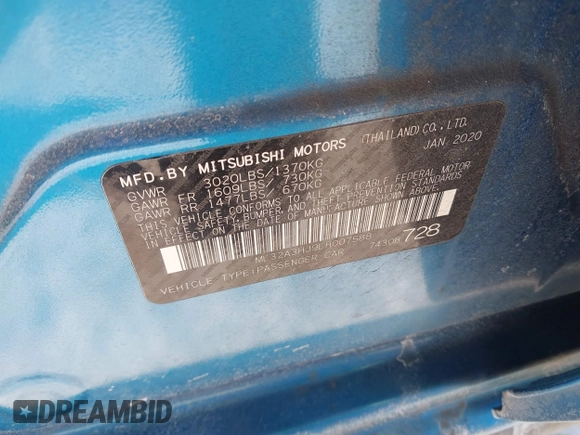 MFD. BY MITSUBISHI MOTORS (THAILAND) CO., LTD.
JAN 2020
GVWR 3020LBS/1370KG
GAWR FR 1609LBS/ 730KG
GAWR RR 1477LBS/ 670KG
THIS VEHICLE CONFORMS TO ALL APPLICABLE FEDERAL MOTOR
VEHICLE SAFETY, BUMPER, AND THEFT PREVENTION STANDARDS
IN EFFECT ON THE DATE OF MANUFACTURE SHOWN ABOVE.
ML32A3HJ9LH007588
74308 728
VEHICLE TYPE:PASSENGER CAR
DREAMBID